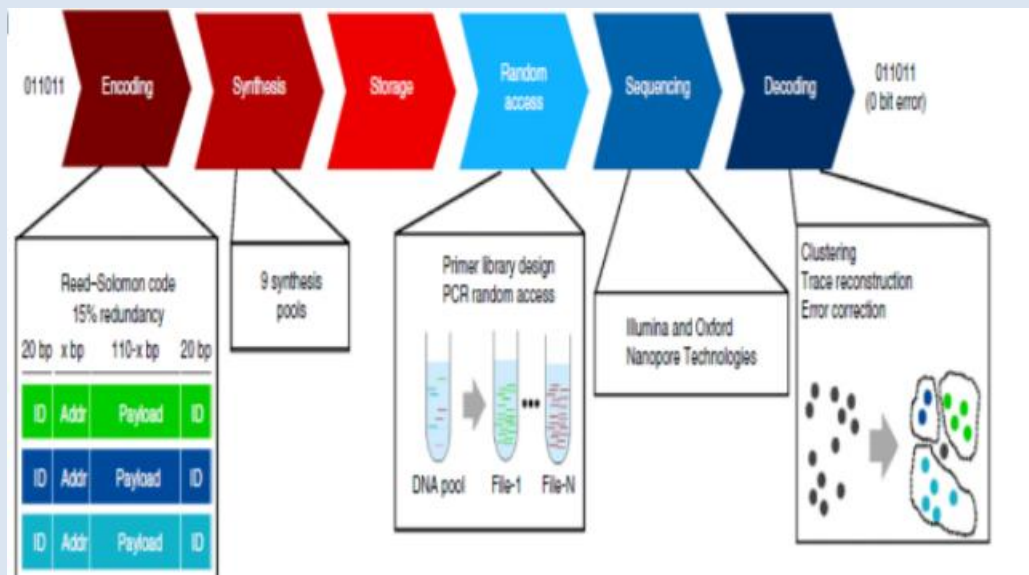 011011
Encoding
Synthesis
Storage
Random
access
Sequencing
Decoding
011011
(0 bit error)
Reed–Solomon code
15% redundancy
20 bp x bp 110-x bp 20 bp
ID Addr Payload ID
ID Addr Payload ID
ID Addr Payload ID
9 synthesis
pools
Primer library design
PCR random access
DNA pool File-1 File-N
Illumina and Oxford
Nanopore Technologies
Clustering
Trace reconstruction
Error correction